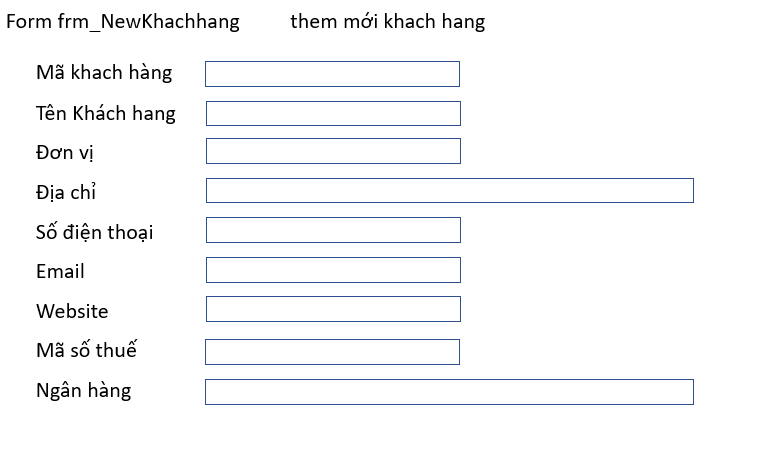 Form frm_NewKhachhang them mới khach hang
Mã khach hàng
Tên Khách hang
Đơn vị
Địa chỉ
Số điện thoại
Email
Website
Mã số thuế
Ngân hàng